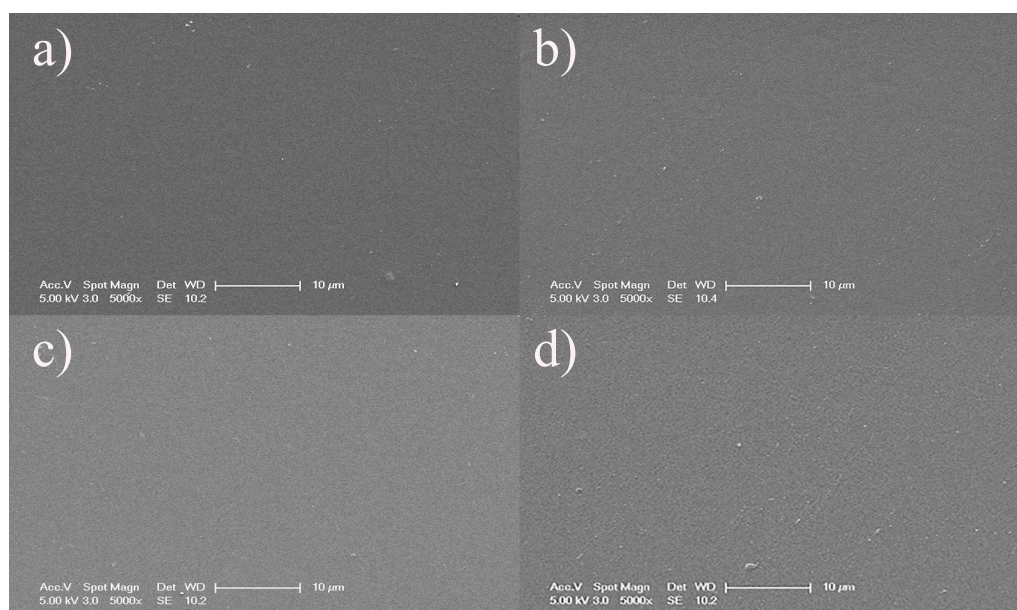 a)
Acc.V Spot Magn Det WD 10 μm
5.00 kV 3.0 5000x SE 10.2
b)
Acc.V Spot Magn Det WD 10 μm
5.00 kV 3.0 5000x SE 10.4
c)
Acc.V Spot Magn Det WD 10 μm
5.00 kV 3.0 5000x SE 10.2
d)
Acc.V Spot Magn Det WD 10 μm
5.00 kV 3.0 5000x SE 10.2